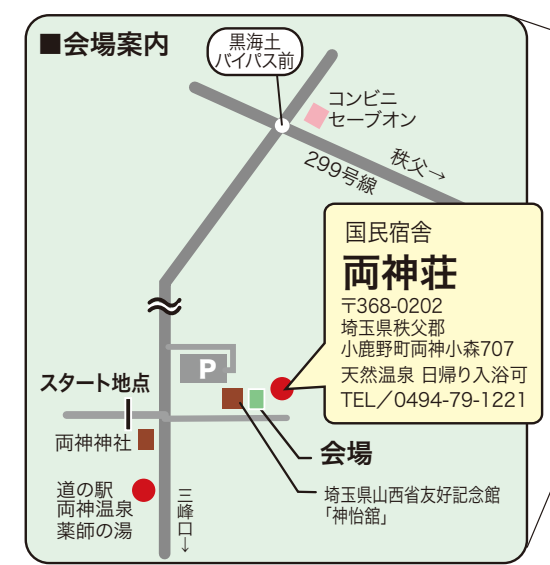 ■会場案内
黒海土
バイパス前
コンビニ
セーブオン
秩父→
299号線
国民宿舎
両神荘
〒368-0202
埼玉県秩父郡
小鹿野町両神小森707
天然温泉 日帰り入浴可
TEL／0494-79-1221
P
スタート地点
両神神社
会場
道の駅
両神温泉
薬師の湯
三峰口↓
埼玉県山西省友好記念館
「神怡舘」